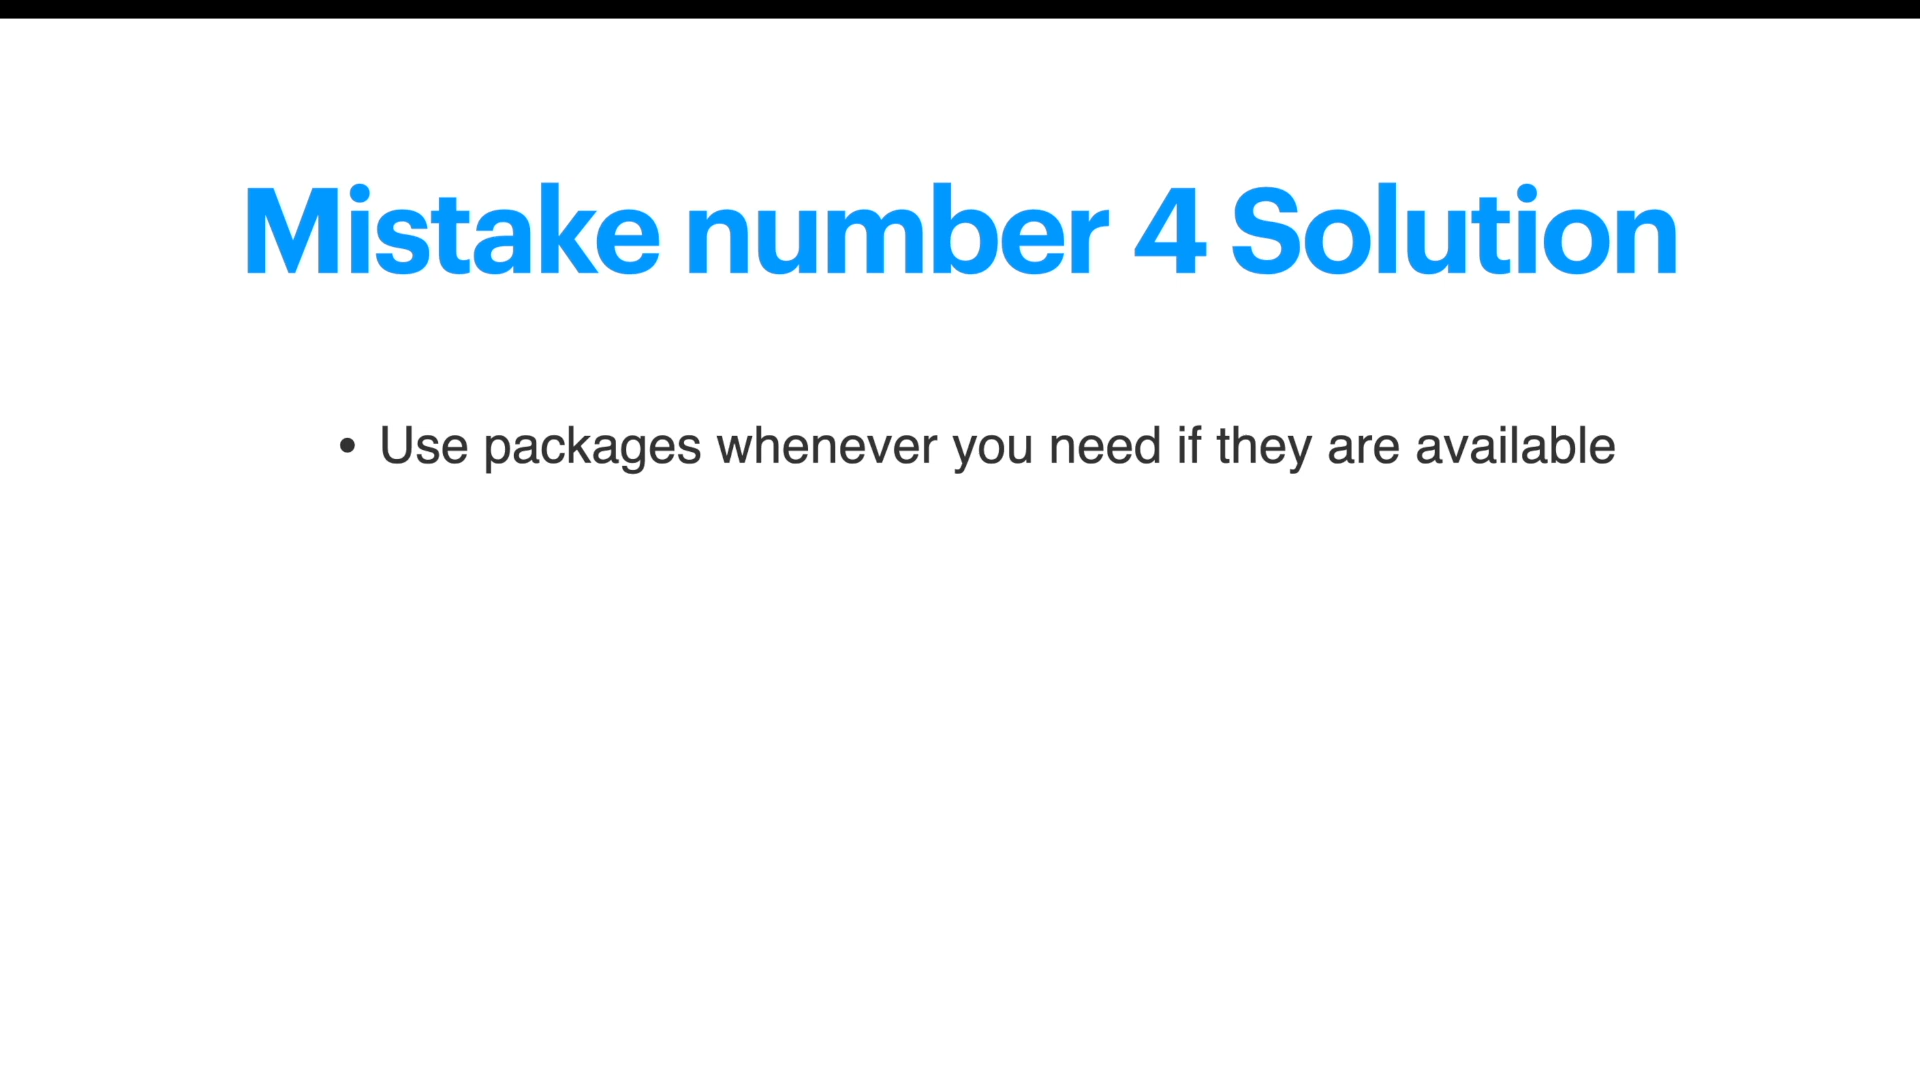 Mistake number 4 Solution
• Use packages whenever you need if they are available